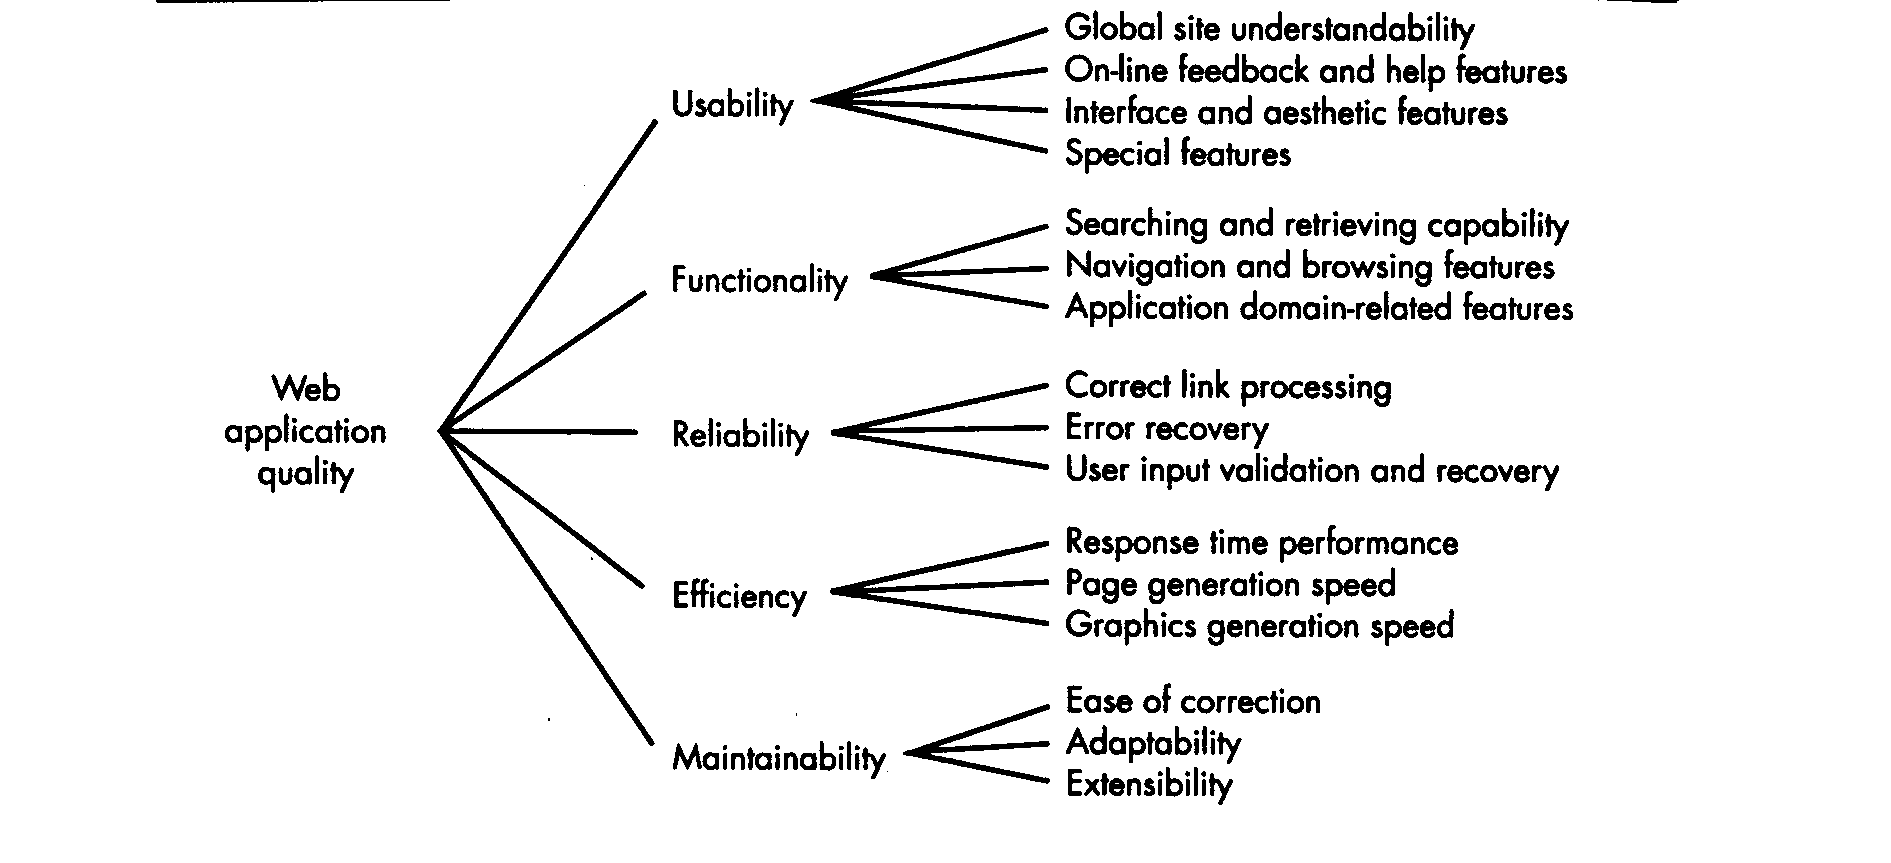 Web
application
quality
Usability
Global site understandability
On-line feedback and help features
Interface and aesthetic features
Special features
Functionality
Searching and retrieving capability
Navigation and browsing features
Application domain-related features
Reliability
Correct link processing
Error recovery
User input validation and recovery
Efficiency
Response time performance
Page generation speed
Graphics generation speed
Maintainability
Ease of correction
Adaptability
Extensibility